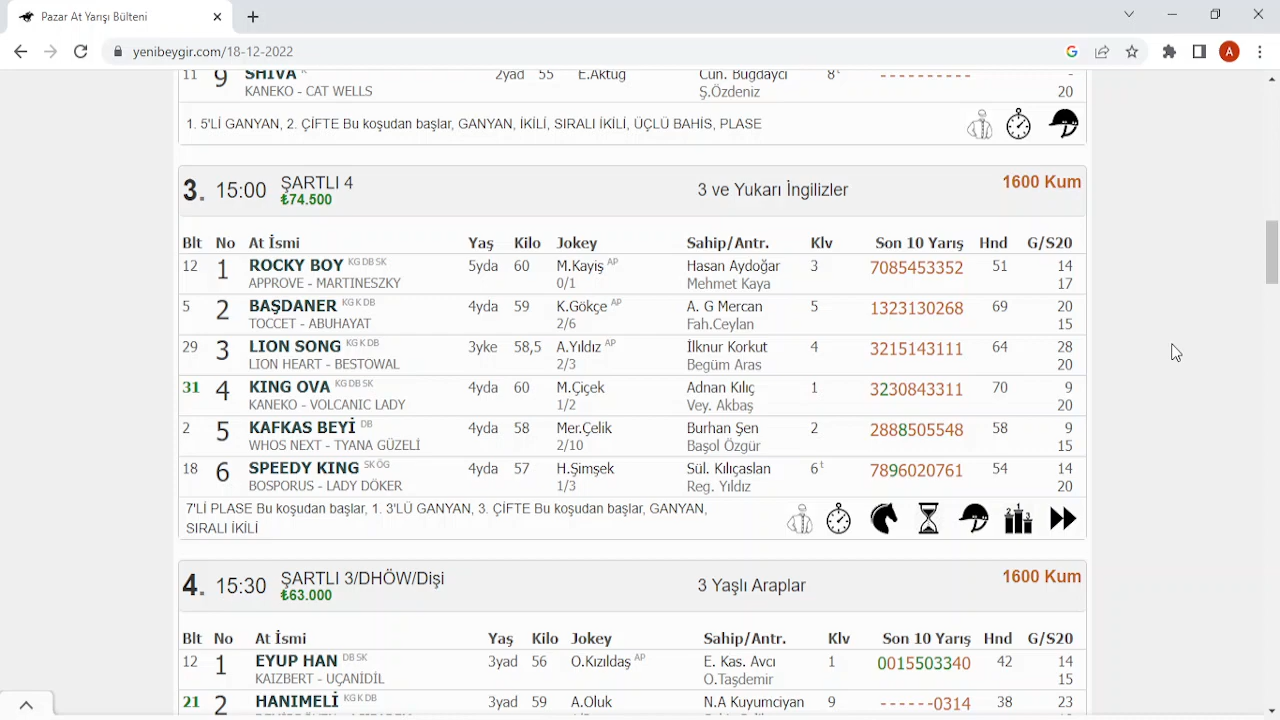 Pazar At Yarışı Bülteni
yenibeygir.com/18-12-2022
A
11 9 SHIVA K 2yad 55 E.Aktuğ Cün. Buğdaycı 8 t - - - - - - - - - - -
KANEKO - CAT WELLS Ş.Özdeniz 20
1. 5'Lİ GANYAN, 2. ÇİFTE Bu koşudan başlar, GANYAN, İKİLİ, SIRALI İKİLİ, ÜÇLÜ BAHİS, PLASE
3. 15:00 ŞARTLI 4 3 ve Yukarı İngilizler 1600 Kum
₺74.500
Blt No At İsmi Yaş Kilo Jokey Sahip/Antr. Klv Son 10 Yarış Hnd G/S20
12 1 ROCKY BOY KG DB SK 5yda 60 M.Kayiş AP Hasan Aydoğar 3 7085453352 51 14
APPROVE - MARTINESZKY 0/1 Mehmet Kaya 17
5 2 BAŞDANER KG K DB 4yda 59 K.Gökçe AP A. G Mercan 5 1323130268 69 20
TOCCET - ABUHAYAT 2/6 Fah.Ceylan 15
29 3 LION SONG KG K DB 3yke 58,5 A.Yıldız AP İlknur Korkut 4 3215143111 64 28
LION HEART - BESTOWAL 2/3 Begüm Aras 20
31 4 KING OVA KG DB SK 4yda 60 M.Çiçek Adnan Kılıç 1 3230843311 70 9
KANEKO - VOLCANIC LADY 1/2 Vey. Akbaş 20
2 5 KAFKAS BEYİ DB 4yda 58 Mer.Çelik Burhan Şen 2 2888505548 58 9
WHOS NEXT - TYANA GÜZELİ 2/10 Başol Özgür 15
18 6 SPEEDY KING SK ÖG 4yda 57 H.Şimşek Sül. Kılıçaslan 6 t 7896020761 54 14
BOSPORUS - LADY DÖKER 1/3 Reg. Yıldız 20
7'Lİ PLASE Bu koşudan başlar, 1. 3'LÜ GANYAN, 3. ÇİFTE Bu koşudan başlar, GANYAN,
SIRALI İKİLİ
4. 15:30 ŞARTLI 3/DHÖW/Dişi 3 Yaşlı Araplar 1600 Kum
₺63.000
Blt No At İsmi Yaş Kilo Jokey Sahip/Antr. Klv Son 10 Yarış Hnd G/S20
12 1 EYUP HAN DB SK 3yad 56 O.Kızıldaş AP E. Kas. Avcı 1 0015503340 42 14
KAIZBERT - UÇANİDİL O.Taşdemir 15
21 2 HANIMELİ KG K DB 3yad 59 A.Oluk N.A Kuyumciyan 9 ------0314 38 23